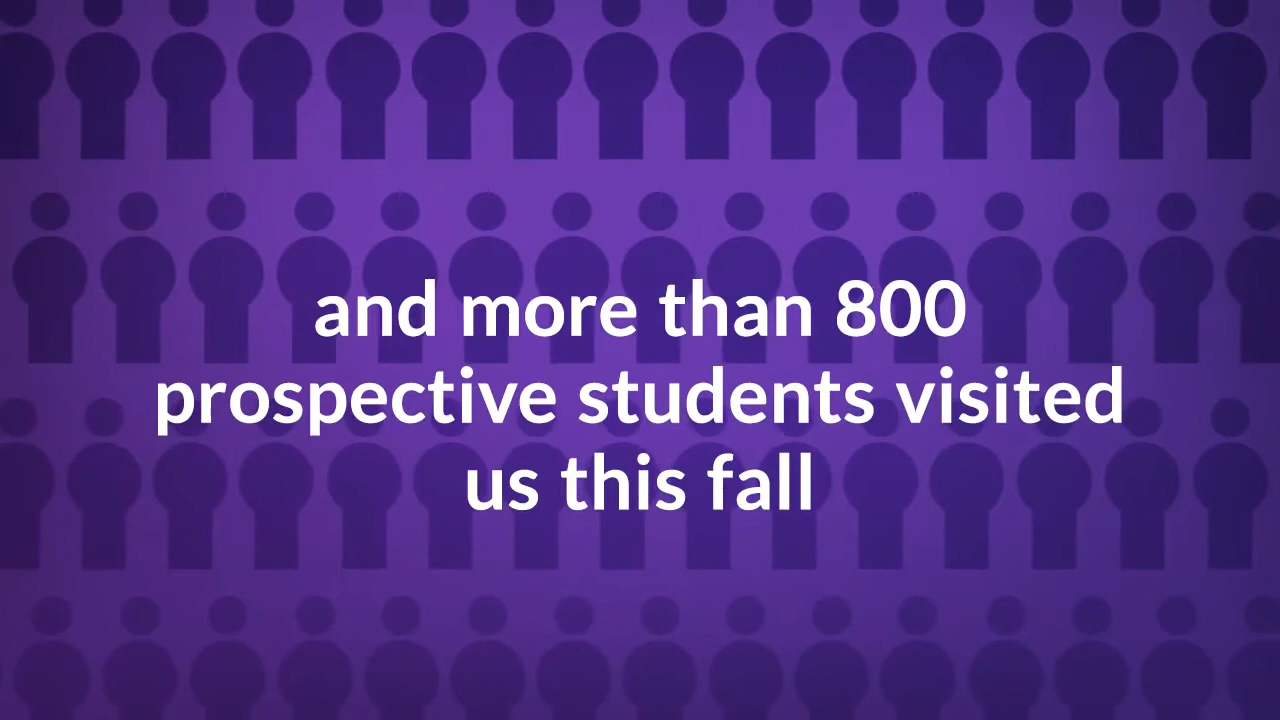 and more than 800
prospective students visited
us this fall